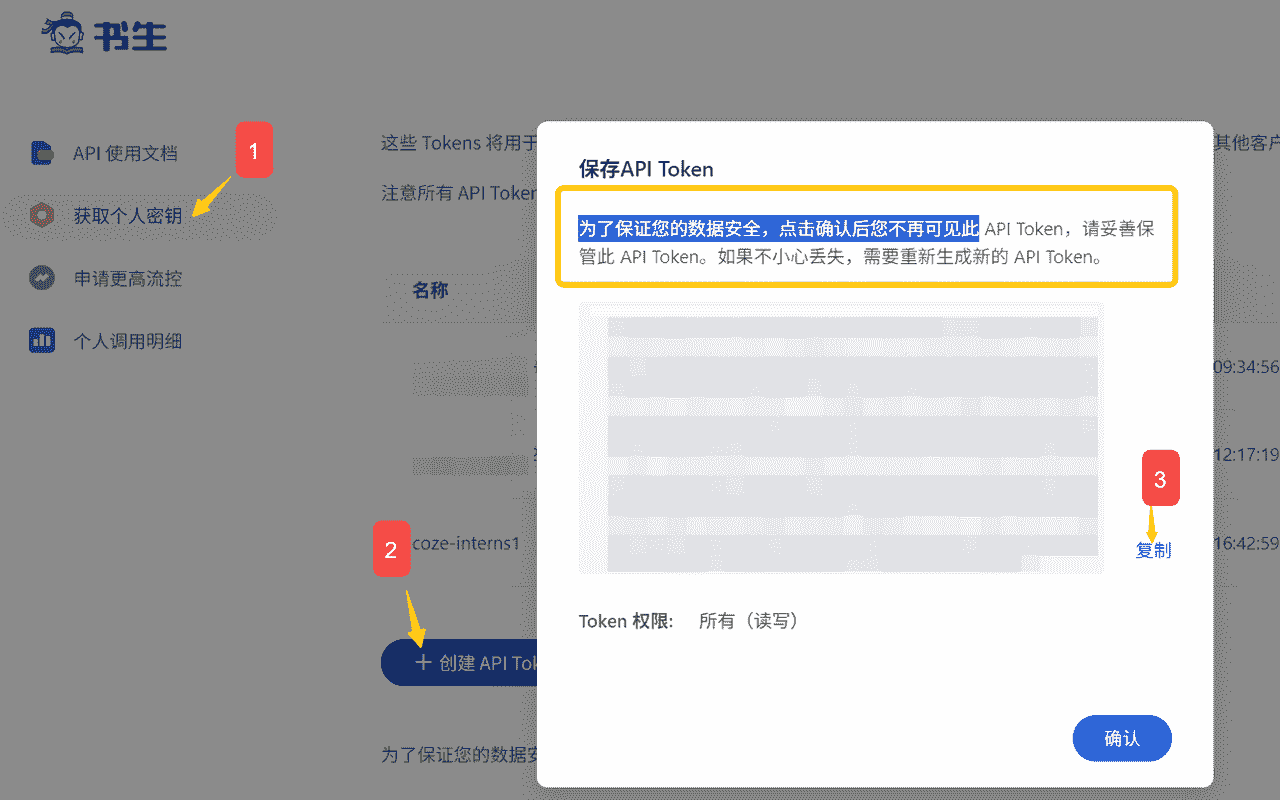 书生
API 使用文档
1
获取个人密钥
申请更高流控
个人调用明细
这些 Tokens 将用于
其他客户
注意所有 API Token
名称
09:34:56
12:17:19
2
coze-interns1
16:42:59
+ 创建 API Tok
为了保证您的数据安
保存API Token
为了保证您的数据安全，点击确认后您不再可见此 API Token，请妥善保
管此 API Token。如果不小心丢失，需要重新生成新的 API Token。
3
复制
Token 权限: 所有（读写）
确认